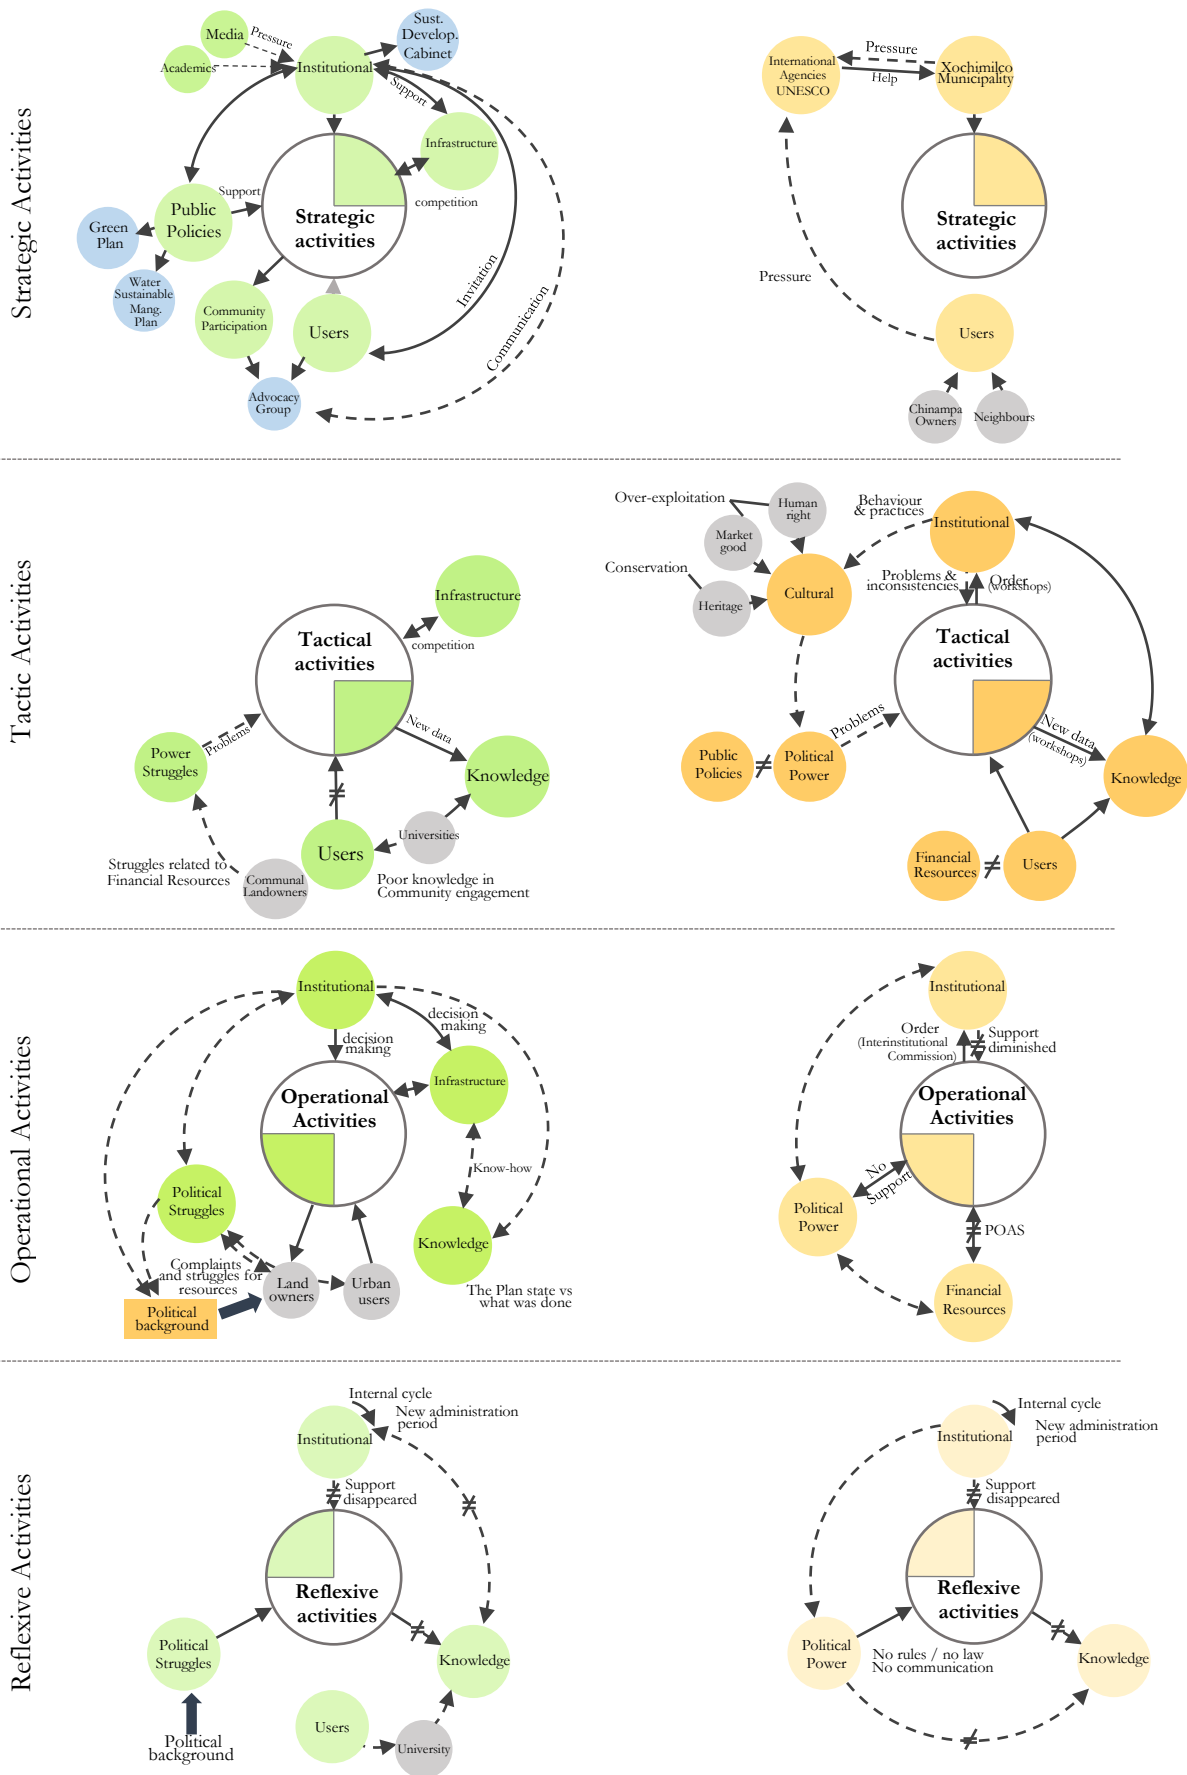 Strategic Activities
Media
Pressure
Academics
Institutional
Sust.
Develop.
Cabinet
Support
Infrastructure
competition
Support
Public
Policies
Green
Plan
Water
Sustainable
Mang.
Plan
Strategic
activities
Community
Participation
Users
Advocacy
Group
Invitation
Communication
International
Agencies
UNESCO
Pressure
Help
Xochimilco
Municipality
Strategic
activities
Pressure
Users
Chinampa
Owners
Neighbours
Tactic Activities
Infrastructure
competition
Tactical
activities
New data
Knowledge
Power
Struggles
Problems
Users
Universities
Struggles related to
Financial Resources
Communal
Landowners
Poor knowledge in
Community engagement
Over-exploitation
Human
right
Market
good
Conservation
Heritage
Cultural
Behaviour
& practices
Institutional
Problems &
inconsistencies
Order
(workshops)
Tactical
activities
Problems
Public
Policies
Political
Power
New data
(workshops)
Knowledge
Financial
Resources
Users
Operational Activities
Institutional
decision
making
decision
making
Infrastructure
Operational
Activities
Know-how
Knowledge
The Plan state vs
what was done
Political
Struggles
Complaints
and struggles for
resources
Land
owners
Urban
users
Political
background
Institutional
Order
(Interinstitutional
Commission)
Support
diminished
Operational
Activities
No
Support
Political
Power
POAS
Financial
Resources
Reflexive Activities
Internal cycle
New administration
period
Institutional
Support
disappeared
Reflexive
activities
Political
Struggles
Knowledge
Users
University
Political
background
Internal cycle
New administration
period
Institutional
Support
disappeared
Reflexive
activities
Political
Power
No rules / no law
No communication
Knowledge